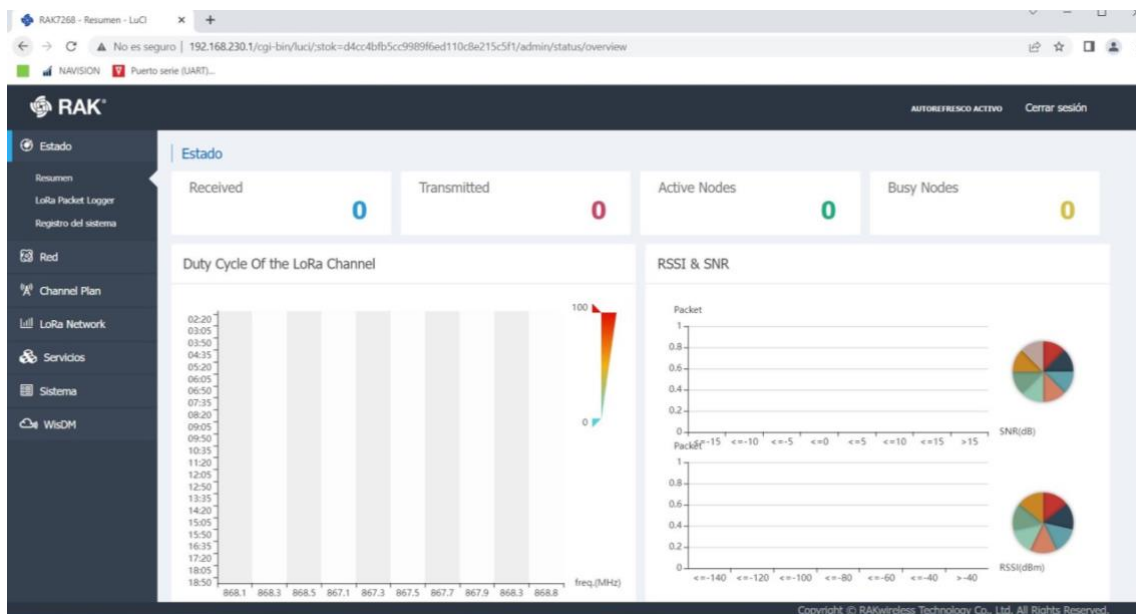 RAK7268 - Resumen - LuCI
No es seguro | 192.168.230.1/cgi-bin/luci/;stok=d4cc4bfb5cc9989f6ed110c8e215c5f1/admin/status/overview
NAVISION Puerto serie (UART)...
RAK
AUTOREFRESCO ACTIVO Cerrar sesión
Estado
Resumen
LoRa Packet Logger
Registro del sistema
Red
Channel Plan
LoRa Network
Servicios
Sistema
WisDM
Estado
Received
0
Transmitted
0
Active Nodes
0
Busy Nodes
0
Duty Cycle Of the LoRa Channel
100
0
02:20
03:05
03:50
04:35
05:20
06:05
06:50
07:35
08:20
09:05
09:50
10:35
11:20
12:05
12:50
13:35
14:20
15:05
15:50
16:35
17:20
18:05
18:50
868.1 868.3 868.5 867.1 867.3 867.5 867.7 867.9 868.3 868.8
freq.(MHz)
RSSI & SNR
Packet
1
0.8
0.6
0.4
0.2
0
<=-15 <=-10 <=-5 <=0 <=5 <=10 <=15 >15
SNR(dB)
Packet
1
0.8
0.6
0.4
0.2
0
<=-140 <=-120 <=-100 <=-80 <=-60 <=-40 >-40
RSSI(dBm)
Copyright © RAKwireless Technology Co., Ltd. All Rights Reserved.